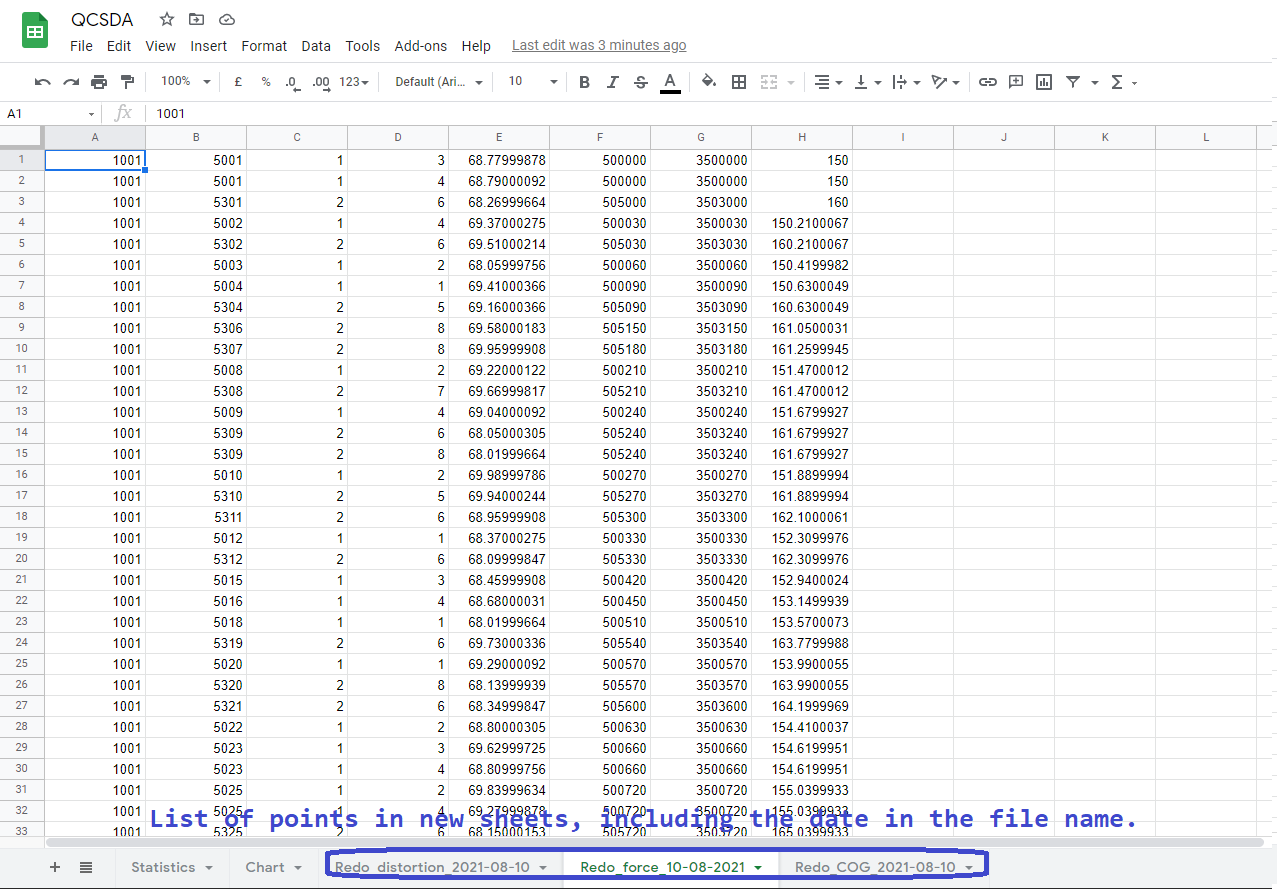 QCSDA
File Edit View Insert Format Data Tools Add-ons Help Last edit was 3 minutes ago
100% £ % .0 .00 123 Default (Ari... 10 B I S A Σ
A1 fx 1001
A B C D E F G H I J K L
1 1001 5001 1 3 68.77999878 500000 3500000 150
2 1001 5001 1 4 68.79000092 500000 3500000 150
3 1001 5301 2 6 68.26999664 505000 3503000 160
4 1001 5002 1 4 69.37000275 500030 3500030 150.2100067
5 1001 5302 2 6 69.51000214 505030 3503030 160.2100067
6 1001 5003 1 2 68.05999756 500060 3500060 150.4199982
7 1001 5004 1 1 69.41000366 500090 3500090 150.6300049
8 1001 5304 2 5 69.16000366 505090 3503090 160.6300049
9 1001 5306 2 8 69.58000183 505150 3503150 161.0500031
10 1001 5307 2 8 69.95999908 505180 3503180 161.2599945
11 1001 5008 1 2 69.22000122 500210 3500210 151.4700012
12 1001 5308 2 7 69.66999817 505210 3503210 161.4700012
13 1001 5009 1 4 69.04000092 500240 3500240 151.6799927
14 1001 5309 2 6 68.05000305 505240 3503240 161.6799927
15 1001 5309 2 8 68.01999664 505240 3503240 161.6799927
16 1001 5010 1 2 69.98999786 500270 3500270 151.8899994
17 1001 5310 2 5 69.94000244 505270 3503270 161.8899994
18 1001 5311 2 6 68.95999908 505300 3503300 162.1000061
19 1001 5012 1 1 68.37000275 500330 3500330 152.3099976
20 1001 5312 2 6 68.09999847 505330 3503330 162.3099976
21 1001 5015 1 3 68.45999908 500420 3500420 152.9400024
22 1001 5016 1 4 68.68000031 500450 3500450 153.1499939
23 1001 5018 1 1 68.01999664 500510 3500510 153.5700073
24 1001 5319 2 6 69.73000336 505540 3503540 163.7799988
25 1001 5020 1 1 69.29000092 500570 3500570 153.9900055
26 1001 5320 2 8 68.13999939 505570 3503570 163.9900055
27 1001 5321 2 6 68.34999847 505600 3503600 164.1999969
28 1001 5022 1 2 68.80000305 500630 3500630 154.4100037
29 1001 5023 1 3 69.62999725 500660 3500660 154.6199951
30 1001 5023 1 4 68.80999756 500660 3500660 154.6199951
31 1001 5025 1 2 69.83999634 500720 3500720 155.0399933
32 1001 5025 1 4 69.27999878 500720 3500720 155.0399933
List of points in new sheets, including the date in the file name.
33 1001 5325 2 6 68.15000153 505720 3503720 165.0399933
+ Statistics Chart Redo_distortion_2021-08-10 Redo_force_10-08-2021 Redo_COG_2021-08-10